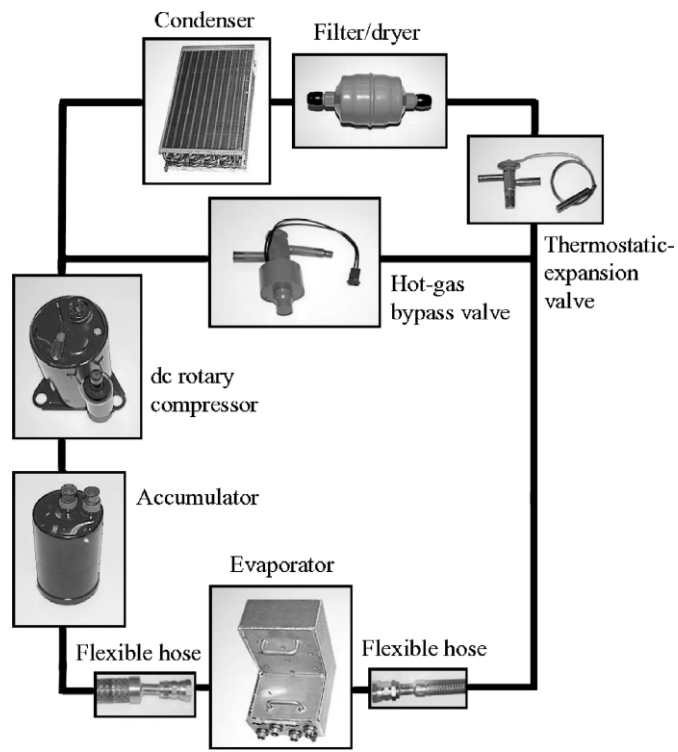 Condenser
Filter/dryer
Thermostatic-
expansion
valve
Hot-gas
bypass valve
dc rotary
compressor
Accumulator
Evaporator
Flexible hose
Flexible hose